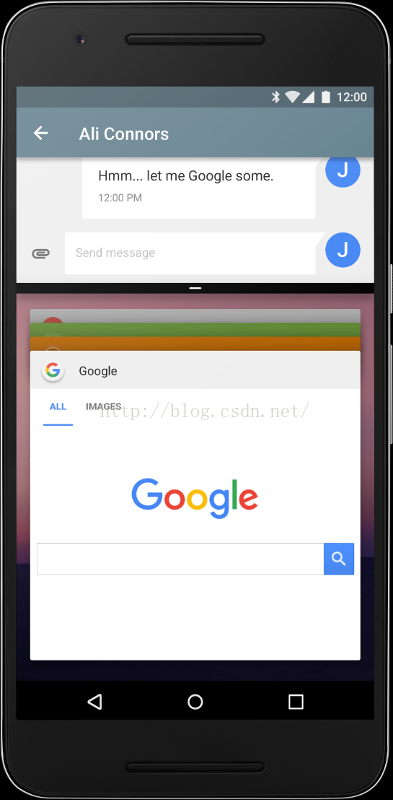 12:00
Ali Connors
Hmm... let me Google some.
J
12:00 PM
Send message
J
G Google
ALL IMAGES
http://blog.csdn.net/
Google